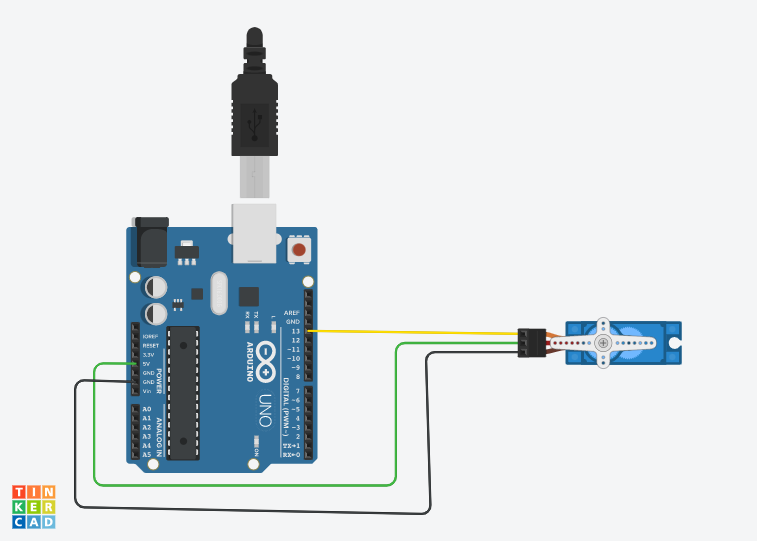 AREF
GND
13
12
~11
~10
~9
8
7
~6
~5
4
~3
2
TX→1
RX←0
DIGITAL (PWM~)
RX
TX
L
ARDUINO
UNO
ON
IOREF
RESET
3.3V
5V
GND
GND
Vin
POWER
A0
A1
A2
A3
A4
A5
ANALOG IN
TIN
KER
CAD